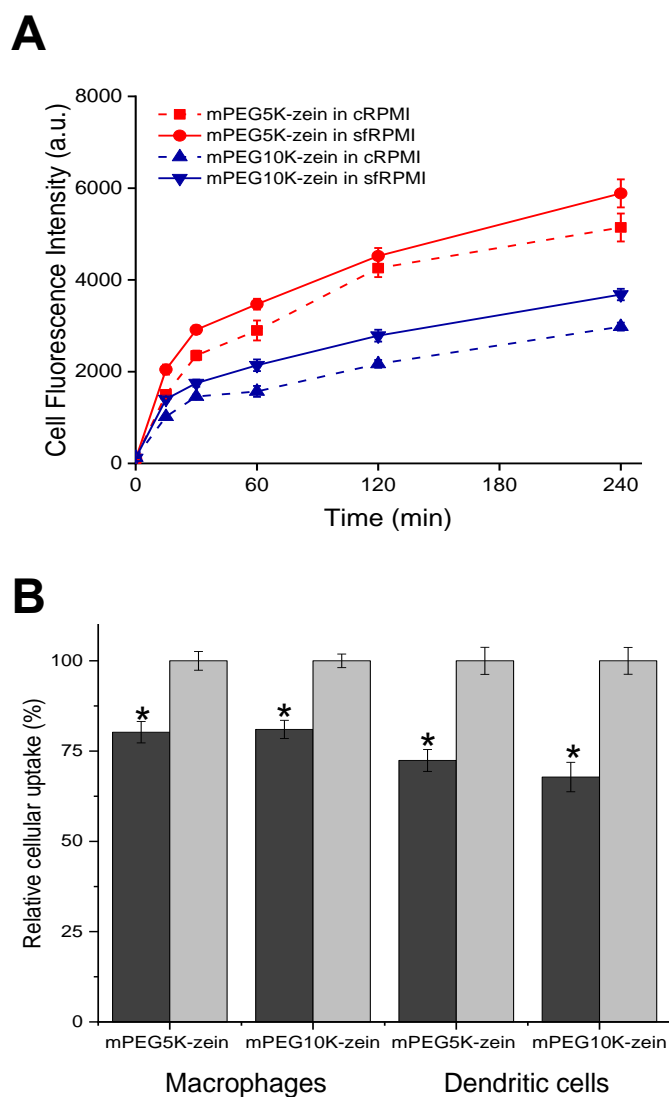 A
8000
6000
4000
2000
0
Cell Fluorescence Intensity (a.u.)
mPEG5K-zein in cRPMI
mPEG5K-zein in sfRPMI
mPEG10K-zein in cRPMI
mPEG10K-zein in sfRPMI
0 60 120 180 240
Time (min)
B
100
75
50
25
0
Relative cellular uptake (%)
* * * *
mPEG5K-zein mPEG10K-zein mPEG5K-zein mPEG10K-zein
Macrophages Dendritic cells